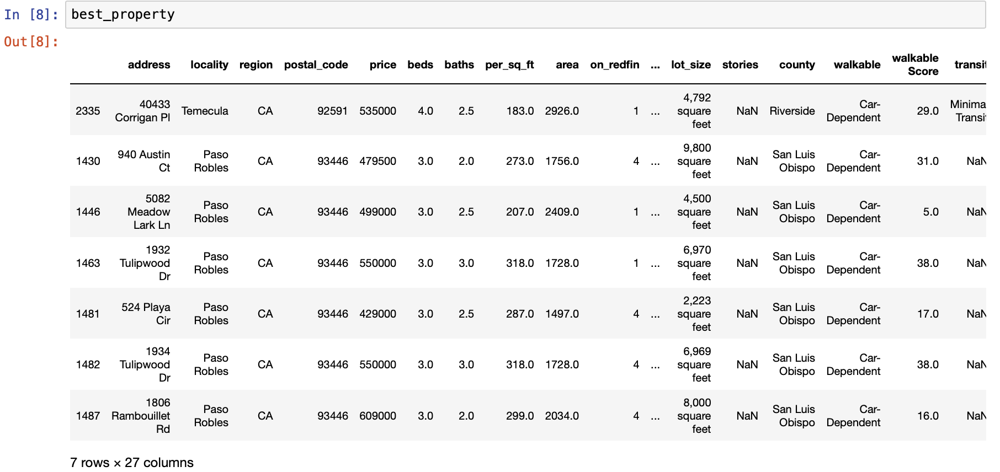 In [8]: best_property
Out[8]:
address locality region postal_code price beds baths per_sq_ft area on_redfin ... lot_size stories county walkable walkable Score transit
2335 40433 Corrigan Pl Temecula CA 92591 535000 4.0 2.5 183.0 2926.0 1 ... 4,792 square feet NaN Riverside Car-Dependent 29.0 Minima Transit
1430 940 Austin Ct Paso Robles CA 93446 479500 3.0 2.0 273.0 1756.0 4 ... 9,800 square feet NaN San Luis Obispo Car-Dependent 31.0 NaN
1446 5082 Meadow Lark Ln Paso Robles CA 93446 499000 3.0 2.5 207.0 2409.0 1 ... 4,500 square feet NaN San Luis Obispo Car-Dependent 5.0 NaN
1463 1932 Tulipwood Dr Paso Robles CA 93446 550000 3.0 3.0 318.0 1728.0 1 ... 6,970 square feet NaN San Luis Obispo Car-Dependent 38.0 NaN
1481 524 Playa Cir Paso Robles CA 93446 429000 3.0 2.5 287.0 1497.0 4 ... 2,223 square feet NaN San Luis Obispo Car-Dependent 17.0 NaN
1482 1934 Tulipwood Dr Paso Robles CA 93446 550000 3.0 3.0 318.0 1728.0 4 ... 6,969 square feet NaN San Luis Obispo Car-Dependent 38.0 NaN
1487 1806 Rambouillet Rd Paso Robles CA 93446 609000 3.0 2.0 299.0 2034.0 4 ... 8,000 square feet NaN San Luis Obispo Car-Dependent 16.0 NaN
7 rows × 27 columns